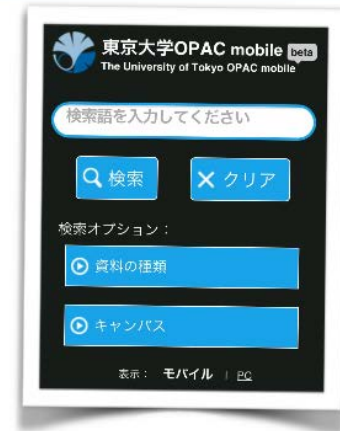 東京大学OPAC mobile beta
The University of Tokyo OPAC mobile
検索語を入力してください
検索
クリア
検索オプション：
資料の種類
キャンパス
表示： モバイル | PC